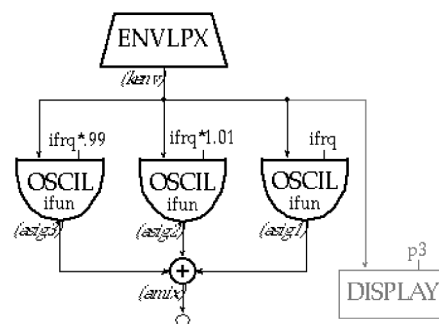 ENVLPX
(kenv)
ifrq*.99 ifrq*1.01 ifrq
OSCIL OSCIL OSCIL
ifun ifun ifun
(asig3) (asig2) (asig1)
p3
+
DISPLAY
(amix)